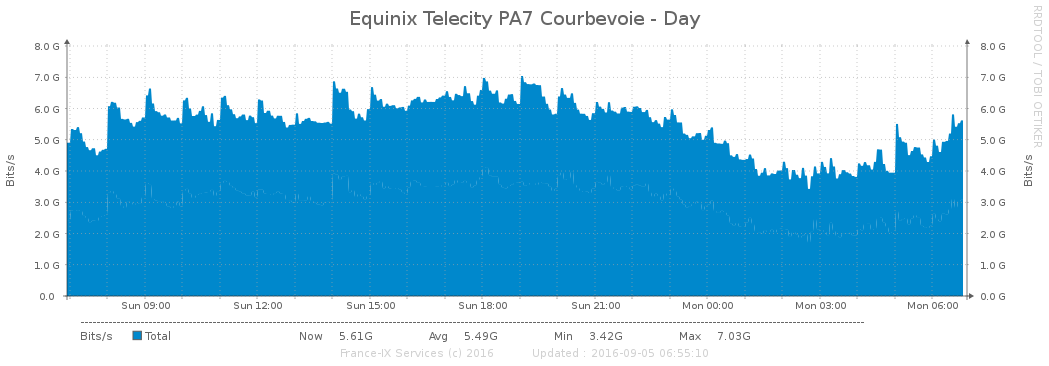 Equinix Telecity PA7 Courbevoie - Day
RRDTOOL / TOBI OETIKER
Bits/s
8.0 G 8.0 G
7.0 G 7.0 G
6.0 G 6.0 G
5.0 G 5.0 G
4.0 G 4.0 G
3.0 G 3.0 G
2.0 G 2.0 G
1.0 G 1.0 G
0.0 0.0 G
Bits/s
Sun 09:00 Sun 12:00 Sun 15:00 Sun 18:00 Sun 21:00 Mon 00:00 Mon 03:00 Mon 06:00
Bits/s Total Now 5.61G Avg 5.49G Min 3.42G Max 7.03G
France-IX Services (c) 2016 Updated : 2016-09-05 06:55:10